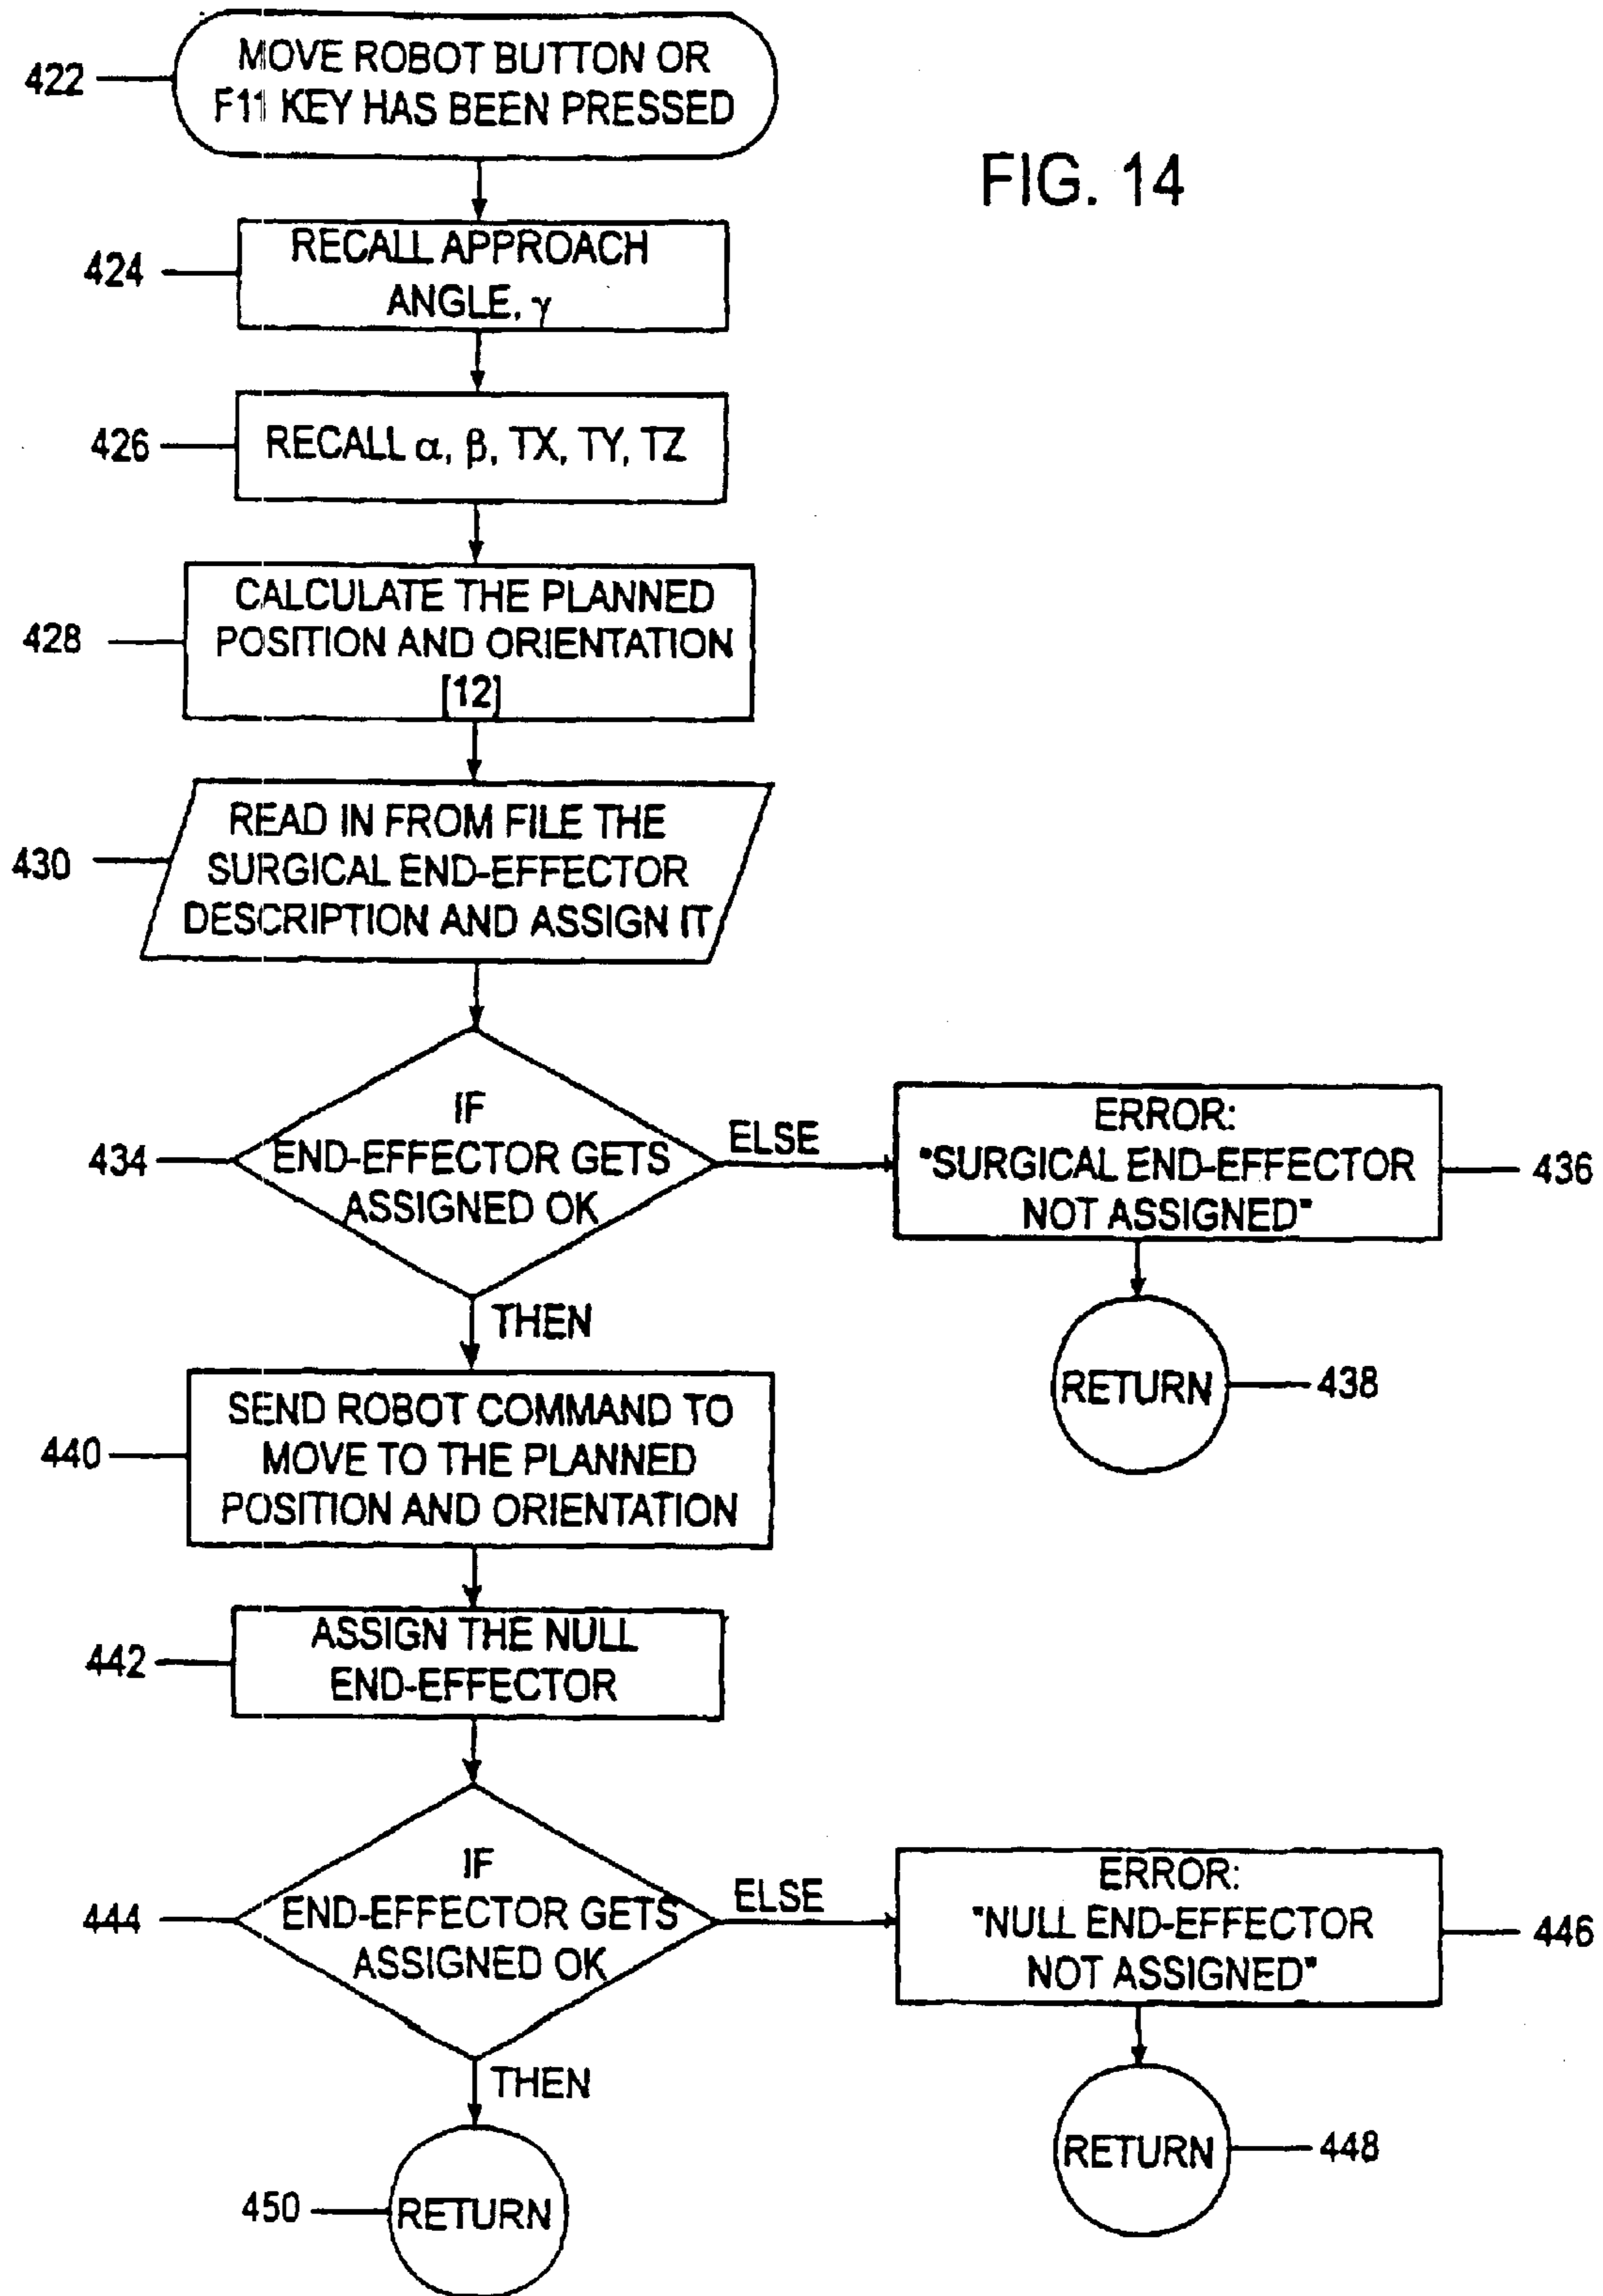 FIG. 14
422
MOVE ROBOT BUTTON OR
F11 KEY HAS BEEN PRESSED
424
RECALL APPROACH
ANGLE, γ
426
RECALL α, β, TX, TY, TZ
428
CALCULATE THE PLANNED
POSITION AND ORIENTATION
[12]
430
READ IN FROM FILE THE
SURGICAL END-EFFECTOR
DESCRIPTION AND ASSIGN IT
434
IF
END-EFFECTOR GETS
ASSIGNED OK
ELSE
ERROR:
"SURGICAL END-EFFECTOR
NOT ASSIGNED"
436
RETURN
438
THEN
440
SEND ROBOT COMMAND TO
MOVE TO THE PLANNED
POSITION AND ORIENTATION
442
ASSIGN THE NULL
END-EFFECTOR
444
IF
END-EFFECTOR GETS
ASSIGNED OK
ELSE
ERROR:
"NULL END-EFFECTOR
NOT ASSIGNED"
446
RETURN
448
THEN
450
RETURN